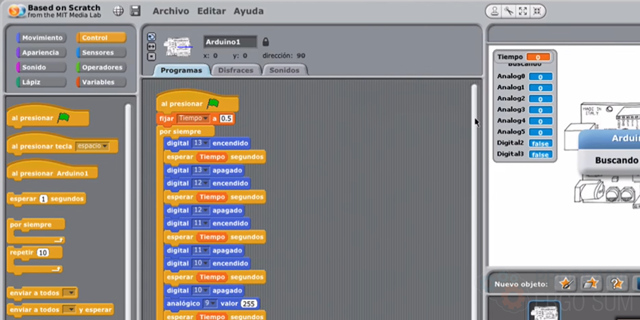 Based on Scratch
from the MIT Media Lab
Archivo Editar Ayuda
Movimiento Control
Apariencia Sensores
Sonido Operadores
Lápiz Variables
al presionar
al presionar tecla espacio
al presionar Arduino1
esperar 1 segundos
por siempre
repetir 10
enviar a todos
enviar a todos y esperar
Arduino1
x: 0 y: 0 dirección: 90
Programas Disfraces Sonidos
al presionar
fijar Tiempo a 0.5
por siempre
digital 13 encendido
esperar Tiempo segundos
digital 13 apagado
digital 12 encendido
esperar Tiempo segundos
digital 12 apagado
digital 11 encendido
esperar Tiempo segundos
digital 11 apagado
digital 10 encendido
esperar Tiempo segundos
digital 10 apagado
analógico 9 valor 255
esperar Tiempo segundos
Tiempo 0
Buscando
Analog0 0
Analog1 0
Analog2 0
Analog3 0
Analog4 0
Analog5 0
Digital2 false
Digital3 false
MADE IN
ITALY
Arduin
Buscando
Nuevo objeto: